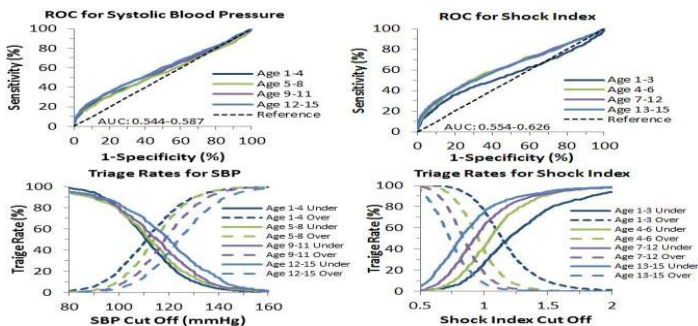 ROC for Systolic Blood Pressure
Sensitivity (%)
100
80
60
40
20
0
Age 1-4
Age 5-8
Age 9-11
Age 12-15
Reference
AUC: 0.544-0.587
0 20 40 60 80 100
1-Specificity (%)
ROC for Shock Index
Sensitivity (%)
100
80
60
40
20
0
Age 1-3
Age 4-6
Age 7-12
Age 13-15
Reference
AUC: 0.554-0.626
0 20 40 60 80 100
1-Specificity (%)
Triage Rates for SBP
Traige Rate (%)
100
80
60
40
20
0
Age 1-4 Under
Age 1-4 Over
Age 5-8 Under
Age 5-8 Over
Age 9-11 Under
Age 9-11 Over
Age 12-15 Under
Age 12-15 Over
80 100 120 140 160
SBP Cut Off (mmHg)
Triage Rates for Shock Index
Traige Rate (%)
100
80
60
40
20
0
Age 1-3 Under
Age 1-3 Over
Age 4-6 Under
Age 4-6 Over
Age 7-12 Under
Age 7-12 Over
Age 13-15 Under
Age 13-15 Over
0.5 1 1.5 2
Shock Index Cut Off